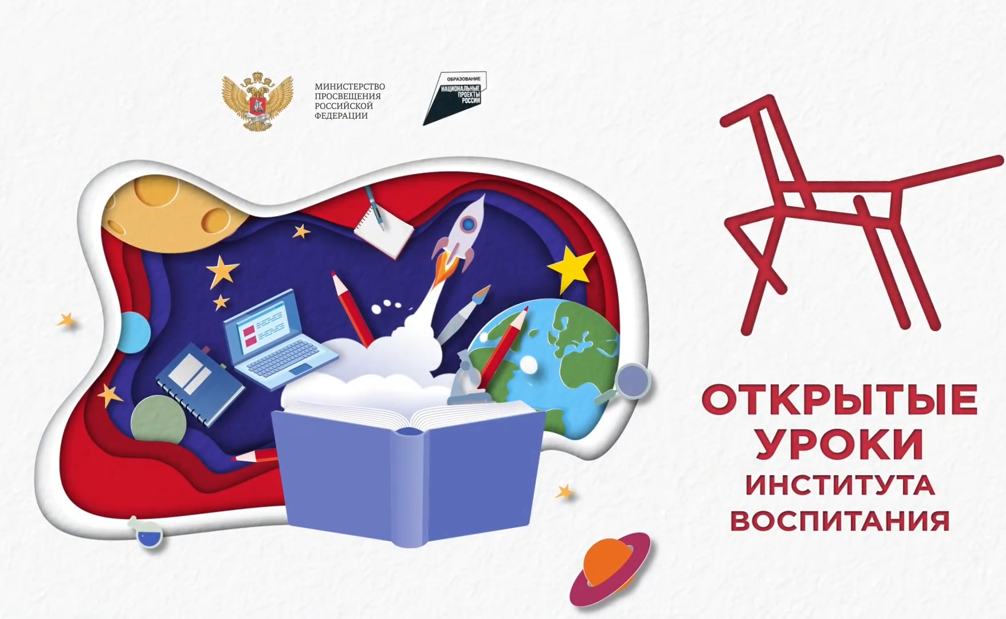 МИНИСТЕРСТВО
ПРОСВЕЩЕНИЯ
РОССИЙСКОЙ
ФЕДЕРАЦИИ
ОБРАЗОВАНИЕ
НАЦИОНАЛЬНЫЕ
ПРОЕКТЫ
РОССИИ
ОТКРЫТЫЕ
УРОКИ
ИНСТИТУТА
ВОСПИТАНИЯ